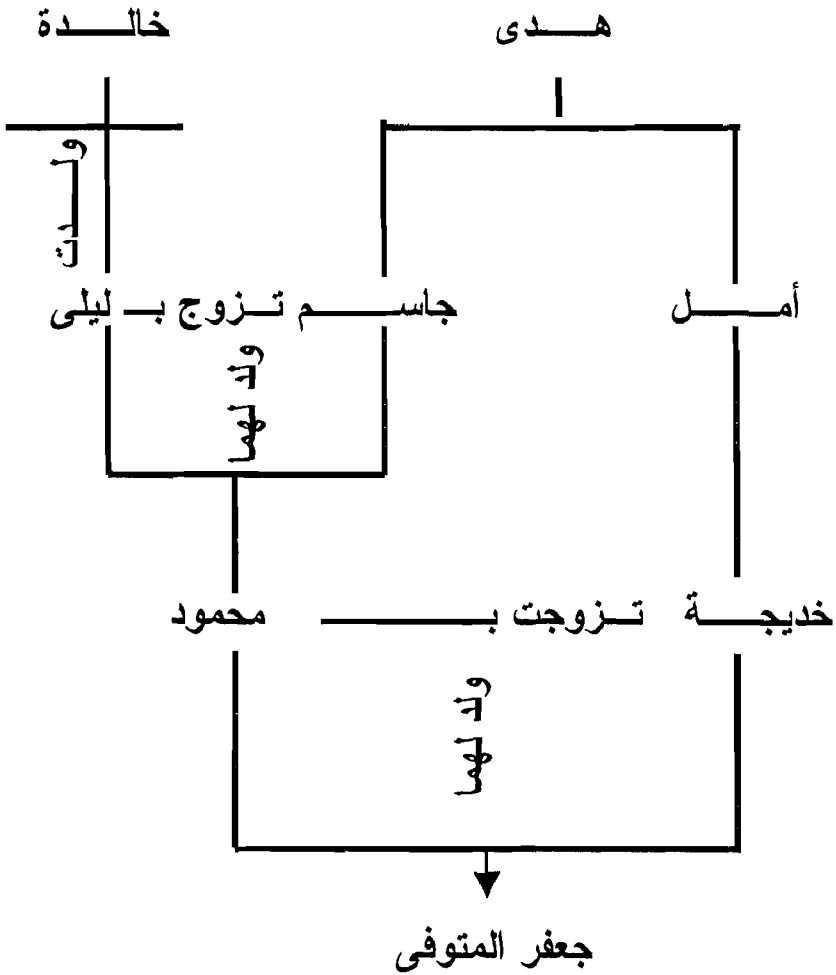 هدى
خالدة
ولدت
أمل
جاسم تزوج بـ ليلى
ولد لهما
خديجة تزوجت بـ محمود
ولد لهما
جعفر المتوفى